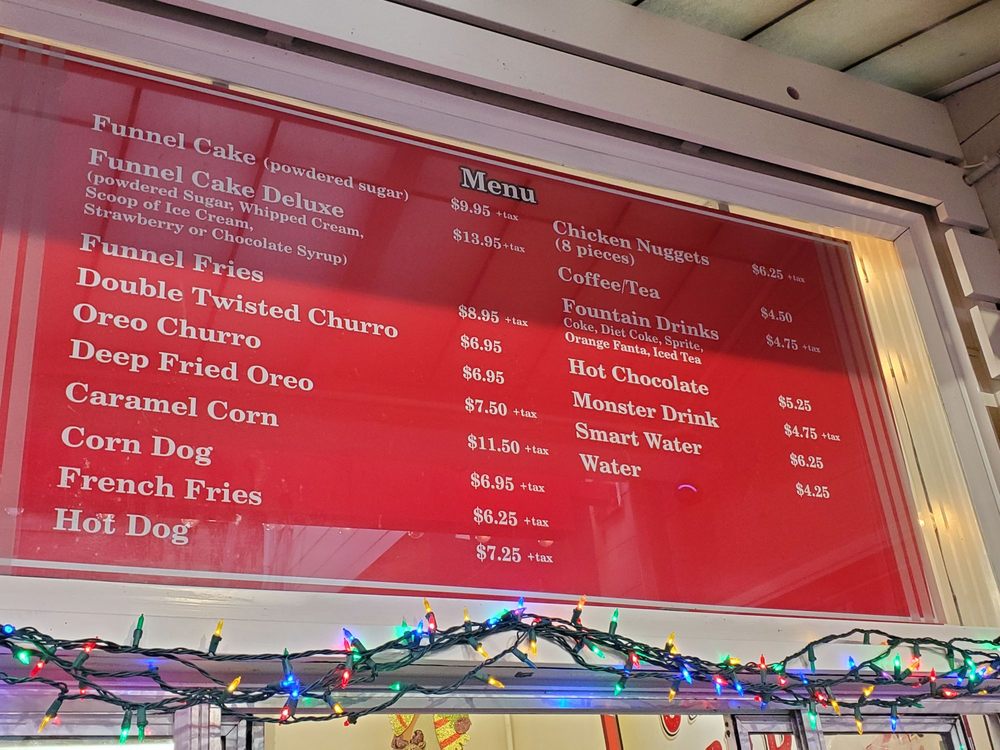 Menu
Funnel Cake (powdered sugar) $9.95 +tax
Funnel Cake Deluxe $13.95+tax
(powdered Sugar, Whipped Cream,
Scoop of Ice Cream,
Strawberry or Chocolate Syrup)
Funnel Fries $8.95 +tax
Double Twisted Churro $6.95
Oreo Churro $6.95
Deep Fried Oreo $7.50 +tax
Caramel Corn $11.50 +tax
Corn Dog $6.95 +tax
French Fries $6.25 +tax
Hot Dog $7.25 +tax
Chicken Nuggets $6.25 +tax
(8 pieces)
Coffee/Tea $4.50
Fountain Drinks $4.75 +tax
Coke, Diet Coke, Sprite,
Orange Fanta, Iced Tea
Hot Chocolate $5.25
Monster Drink $4.75 +tax
Smart Water $6.25
Water $4.25